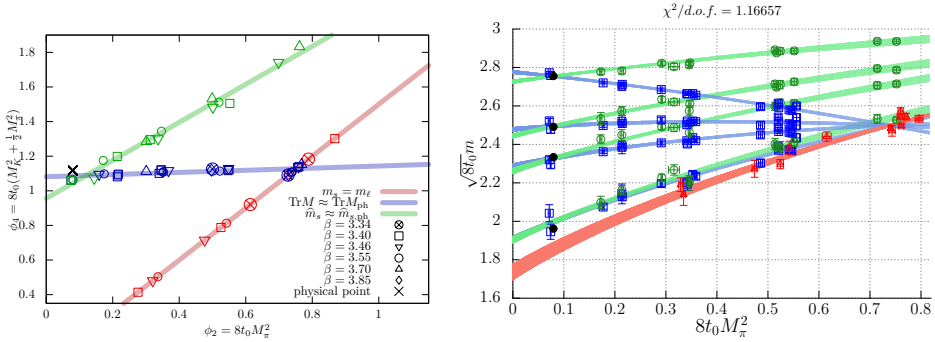 ϕ₄ = 8t₀(M²_K + ½M²_π)
1.8
1.6
1.4
1.2
1
0.8
0.6
0.4
0
0.2
0.4
0.6
0.8
1
ϕ₂ = 8t₀M²_π
m_s = m_ℓ
TrM ≈ TrM_ph
m̂_s ≈ m̂_s,ph
β = 3.34
β = 3.40
β = 3.46
β = 3.55
β = 3.70
β = 3.85
physical point
χ²/d.o.f. = 1.16657
√8t₀m
3
2.8
2.6
2.4
2.2
2
1.8
1.6
0
0.1
0.2
0.3
0.4
0.5
0.6
0.7
0.8
8t₀M²_π